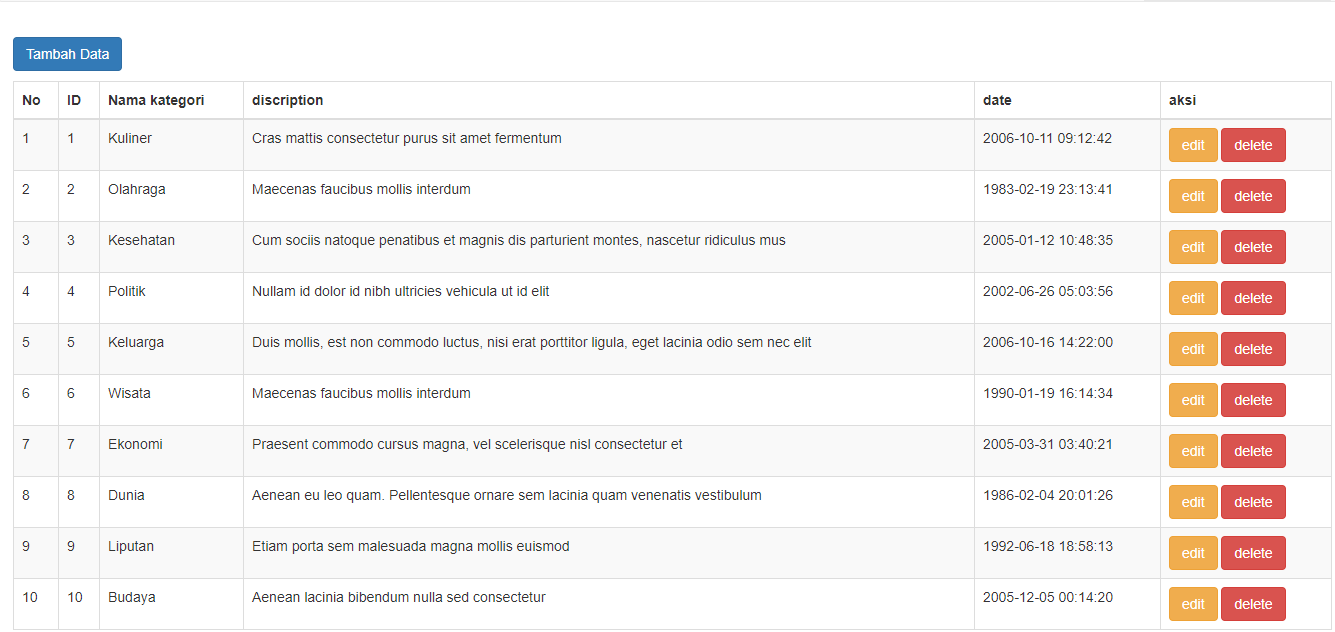 Tambah Data
No ID Nama kategori discription date aksi
1 1 Kuliner Cras mattis consectetur purus sit amet fermentum 2006-10-11 09:12:42 edit delete
2 2 Olahraga Maecenas faucibus mollis interdum 1983-02-19 23:13:41 edit delete
3 3 Kesehatan Cum sociis natoque penatibus et magnis dis parturient montes, nascetur ridiculus mus 2005-01-12 10:48:35 edit delete
4 4 Politik Nullam id dolor id nibh ultricies vehicula ut id elit 2002-06-26 05:03:56 edit delete
5 5 Keluarga Duis mollis, est non commodo luctus, nisi erat porttitor ligula, eget lacinia odio sem nec elit 2006-10-16 14:22:00 edit delete
6 6 Wisata Maecenas faucibus mollis interdum 1990-01-19 16:14:34 edit delete
7 7 Ekonomi Praesent commodo cursus magna, vel scelerisque nisl consectetur et 2005-03-31 03:40:21 edit delete
8 8 Dunia Aenean eu leo quam. Pellentesque ornare sem lacinia quam venenatis vestibulum 1986-02-04 20:01:26 edit delete
9 9 Liputan Etiam porta sem malesuada magna mollis euismod 1992-06-18 18:58:13 edit delete
10 10 Budaya Aenean lacinia bibendum nulla sed consectetur 2005-12-05 00:14:20 edit delete